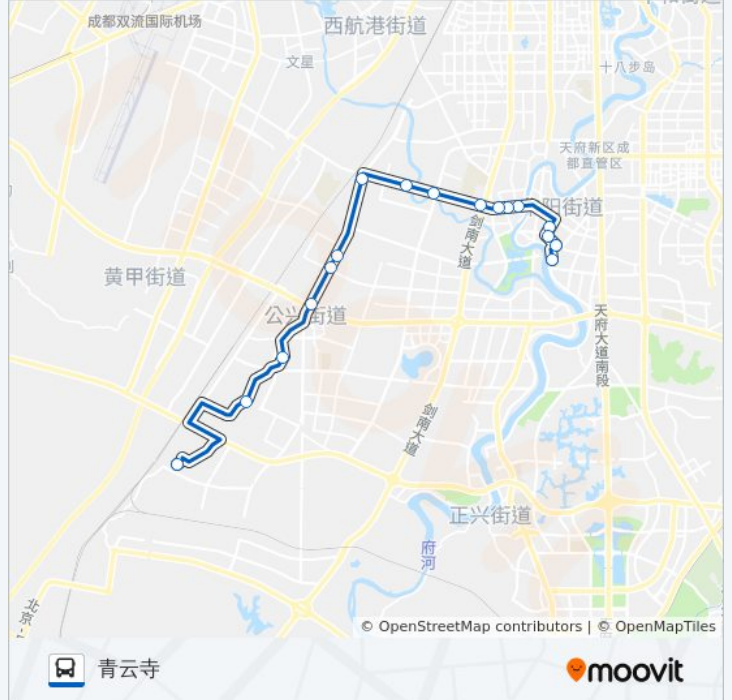 成都双流国际机场
西航港街道
文星
十八步岛
天府新区成
都直管区
阳街道
剑南大道
黄甲街道
公兴街道
天府大道南段
剑南大道
正兴街道
府河
北京-
© OpenStreetMap contributors | © OpenMapTiles
青云寺
moovit